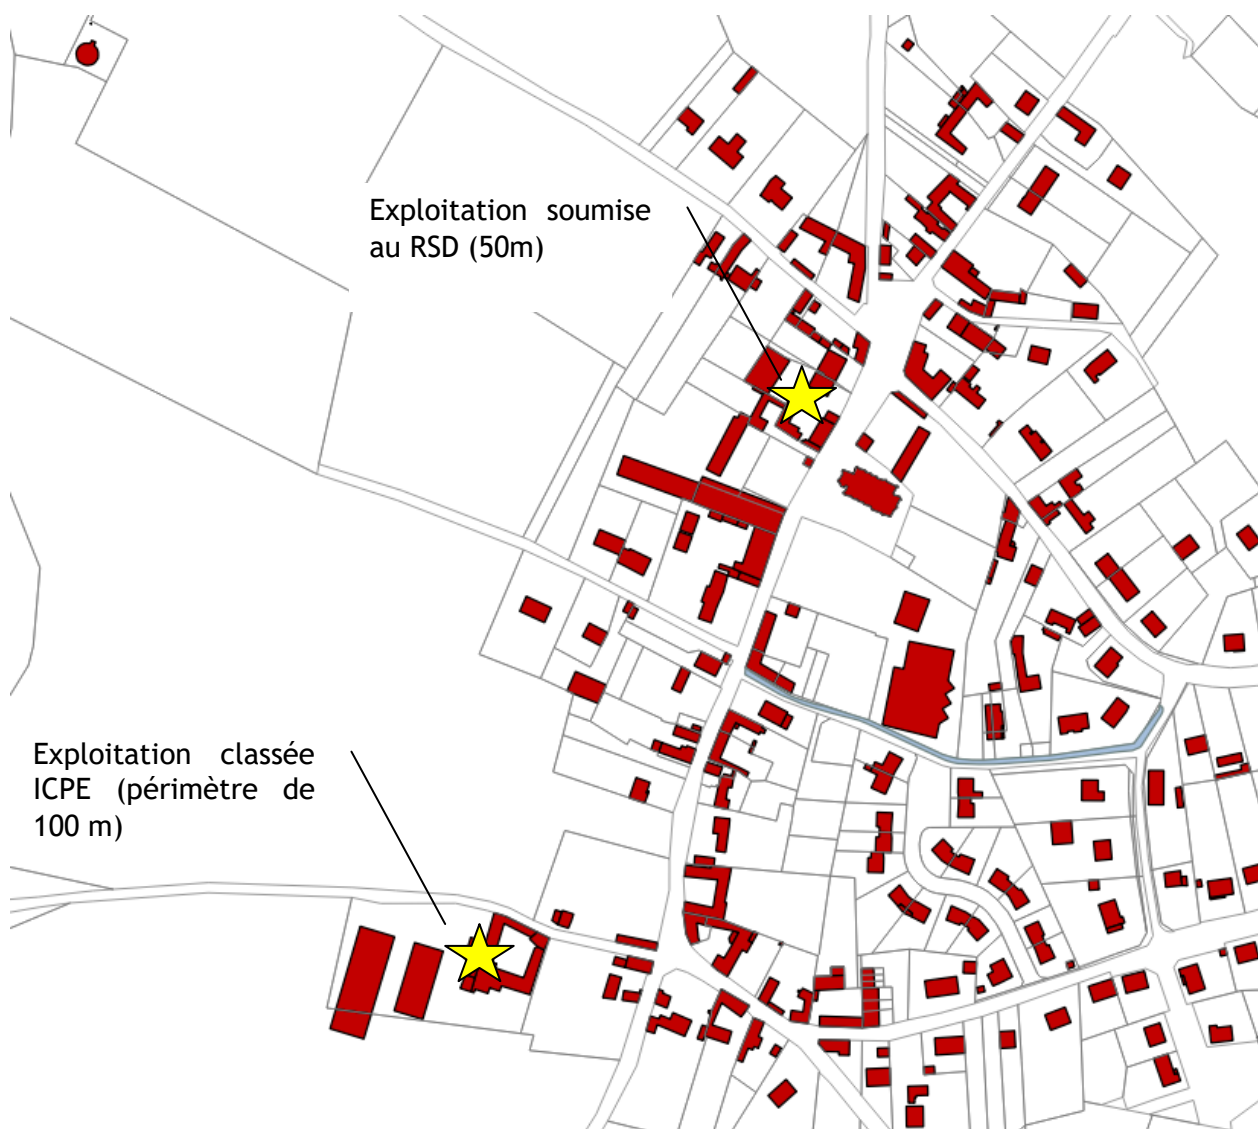 Exploitation soumise
au RSD (50m)
Exploitation classée
ICPE (périmètre de
100 m)